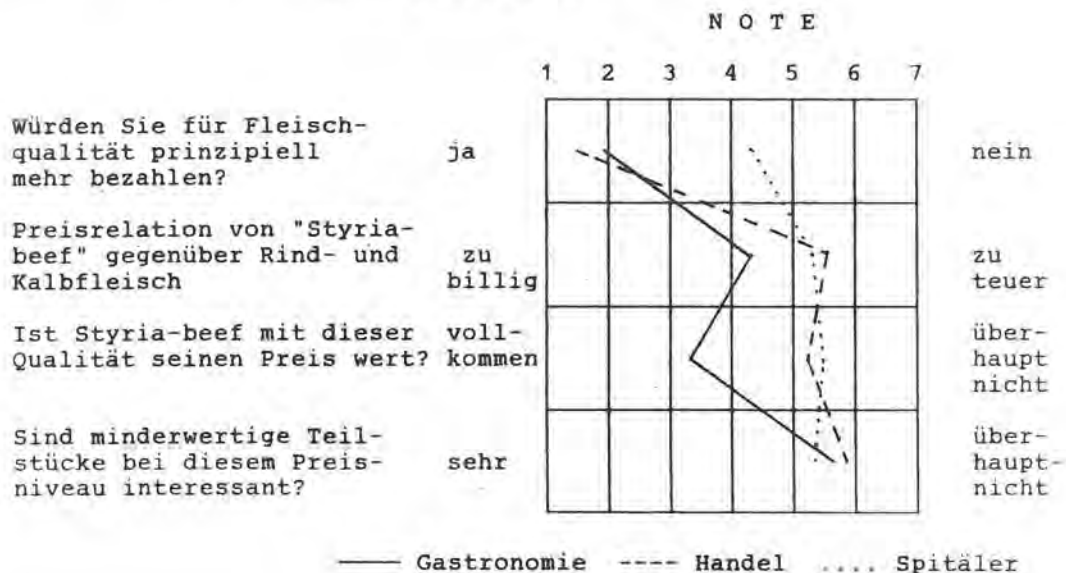 N O T E
1 2 3 4 5 6 7
Würden Sie für Fleisch-
qualität prinzipiell ja nein
mehr bezahlen?
Preisrelation von "Styria-
beef" gegenüber Rind- und zu zu
Kalbfleisch billig teuer
Ist Styria-beef mit dieser voll- über-
Qualität seinen Preis wert? kommen haupt
nicht
Sind minderwertige Teil- über-
stücke bei diesem Preis- sehr haupt-
niveau interessant? nicht
Gastronomie ---- Handel .... Spitäler